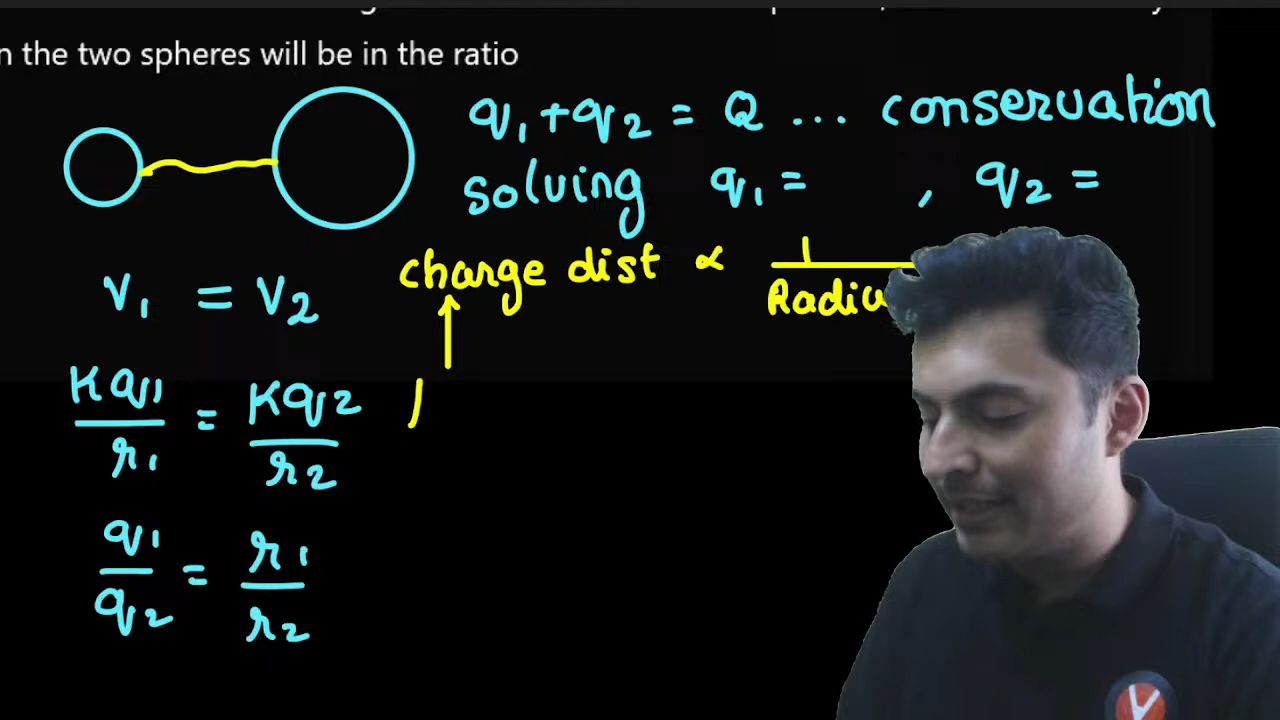 n the two spheres will be in the ratio
q1+q2 = Q ... conservation
solving q1 = , q2 =
charge dist ∝ 1/Radiu
V1 = V2
Kq1/r1 = Kq2/r2
q1/q2 = r1/r2